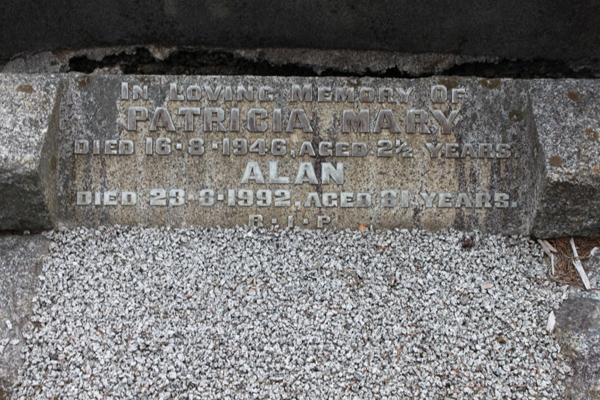 IN LOVING MEMORY OF
PATRICIA MARY
DIED 16·8·1946, AGED 2½ YEARS.
ALAN
DIED 23·8·1992, AGED 81 YEARS.
R·I·P